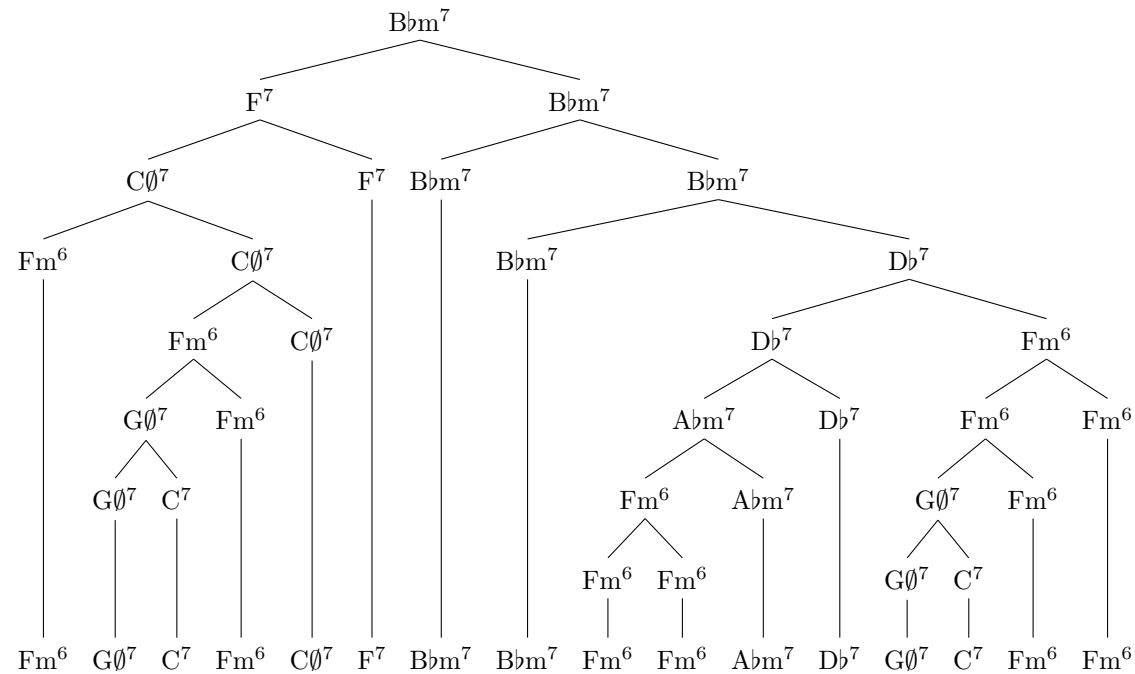 B♭m⁷
F⁷ B♭m⁷
C∅⁷ F⁷ B♭m⁷ B♭m⁷
Fm⁶ C∅⁷ B♭m⁷ D♭⁷
Fm⁶ C∅⁷ D♭⁷ Fm⁶
G∅⁷ Fm⁶ A♭m⁷ D♭⁷ Fm⁶ Fm⁶
G∅⁷ C⁷ Fm⁶ A♭m⁷ G∅⁷ Fm⁶
Fm⁶ Fm⁶ G∅⁷ C⁷
Fm⁶ G∅⁷ C⁷ Fm⁶ C∅⁷ F⁷ B♭m⁷ B♭m⁷ Fm⁶ Fm⁶ A♭m⁷ D♭⁷ G∅⁷ C⁷ Fm⁶ Fm⁶